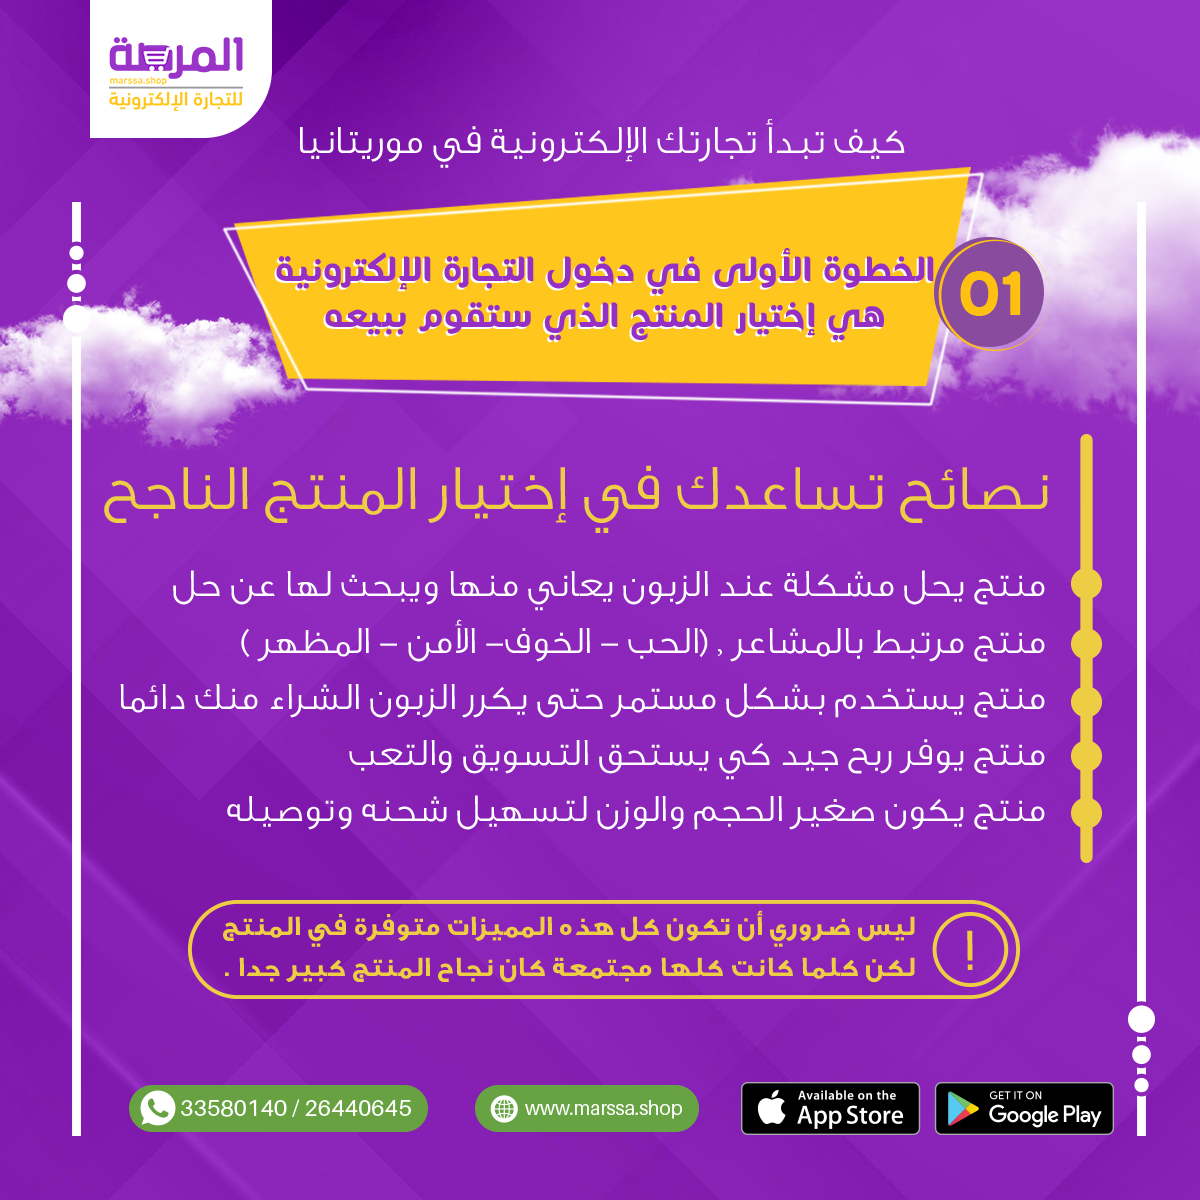 المرصة
marssa.shop
للتجارة الإلكترونية
كيف تبدأ تجارتك الإلكترونية في موريتانيا
01
الخطوة الأولى في دخول التجارة الإلكترونية
هي إختيار المنتج الذي ستقوم ببيعه
نصائح تساعدك في إختيار المنتج الناجح
منتج يحل مشكلة عند الزبون يعاني منها ويبحث لها عن حل
منتج مرتبط بالمشاعر , (الحب - الخوف- الأمن - المظهر )
منتج يستخدم بشكل مستمر حتى يكرر الزبون الشراء منك دائما
منتج يوفر ربح جيد كي يستحق التسويق والتعب
منتج يكون صغير الحجم والوزن لتسهيل شحنه وتوصيله
!
ليس ضروري أن تكون كل هذه المميزات متوفرة في المنتج
لكن كلما كانت كلها مجتمعة كان نجاح المنتج كبير جدا .
33580140 / 26440645
www.marssa.shop
Available on the
App Store
GET IT ON
Google Play